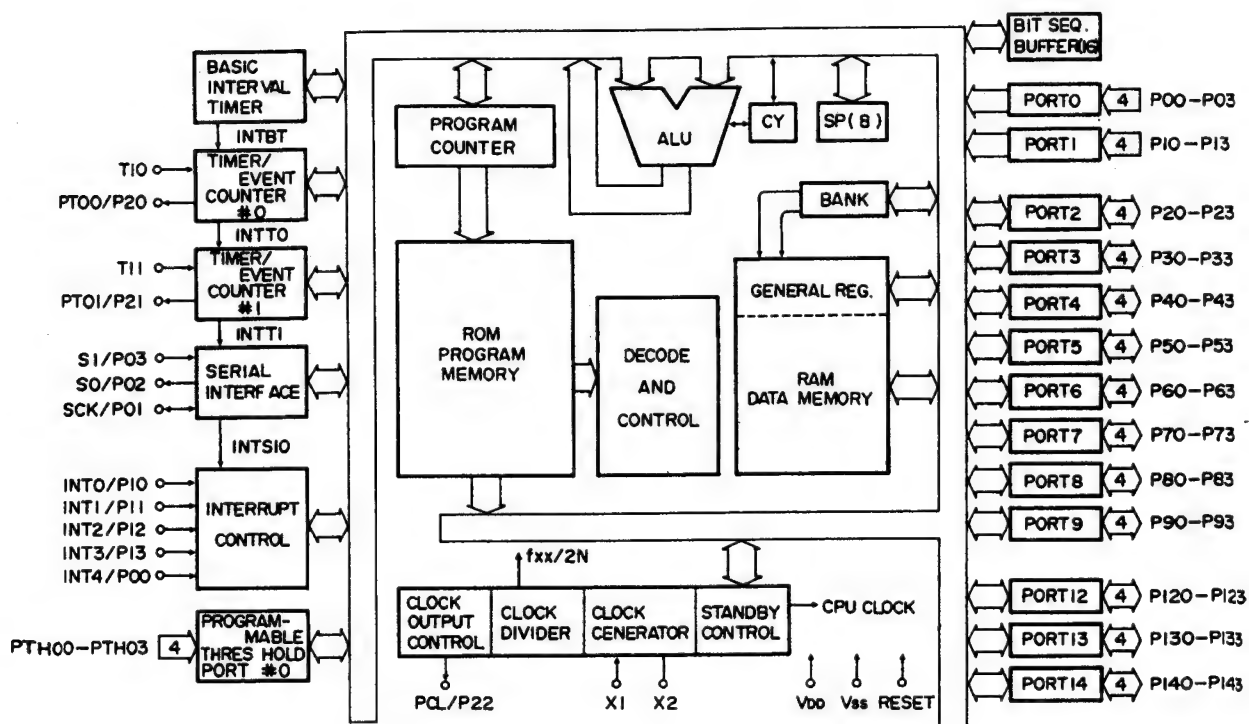 BASIC
INTERVAL
TIMER
INTBT
TI0
PTO0/P20
TIMER/
EVENT
COUNTER
#0
INTT0
TI1
PTO1/P21
TIMER/
EVENT
COUNTER
#1
INTT1
SI/P03
SO/P02
SCK/P01
SERIAL
INTERFACE
INTSIO
INT0/P10
INT1/P11
INT2/P12
INT3/P13
INT4/P00
INTERRUPT
CONTROL
PTH00-PTH03
4
PROGRAM-
MABLE
THRES HOLD
PORT #0
PROGRAM
COUNTER
ALU
CY
SP(8)
BANK
GENERAL REG.
RAM
DATA MEMORY
ROM
PROGRAM
MEMORY
DECODE
AND
CONTROL
fxx/2N
CLOCK
OUTPUT
CONTROL
CLOCK
DIVIDER
CLOCK
CENERATOR
STANDBY
CONTROL
CPU CLOCK
PCL/P22
X1
X2
VDD
VSS
RESET
BIT SEQ.
BUFFER(16)
PORT0 4 P00-P03
PORT1 4 P10-P13
PORT2 4 P20-P23
PORT3 4 P30-P33
PORT4 4 P40-P43
PORT5 4 P50-P53
PORT6 4 P60-P63
PORT7 4 P70-P73
PORT8 4 P80-P83
PORT9 4 P90-P93
PORT12 4 P120-P123
PORT13 4 P130-P133
PORT14 4 P140-P143